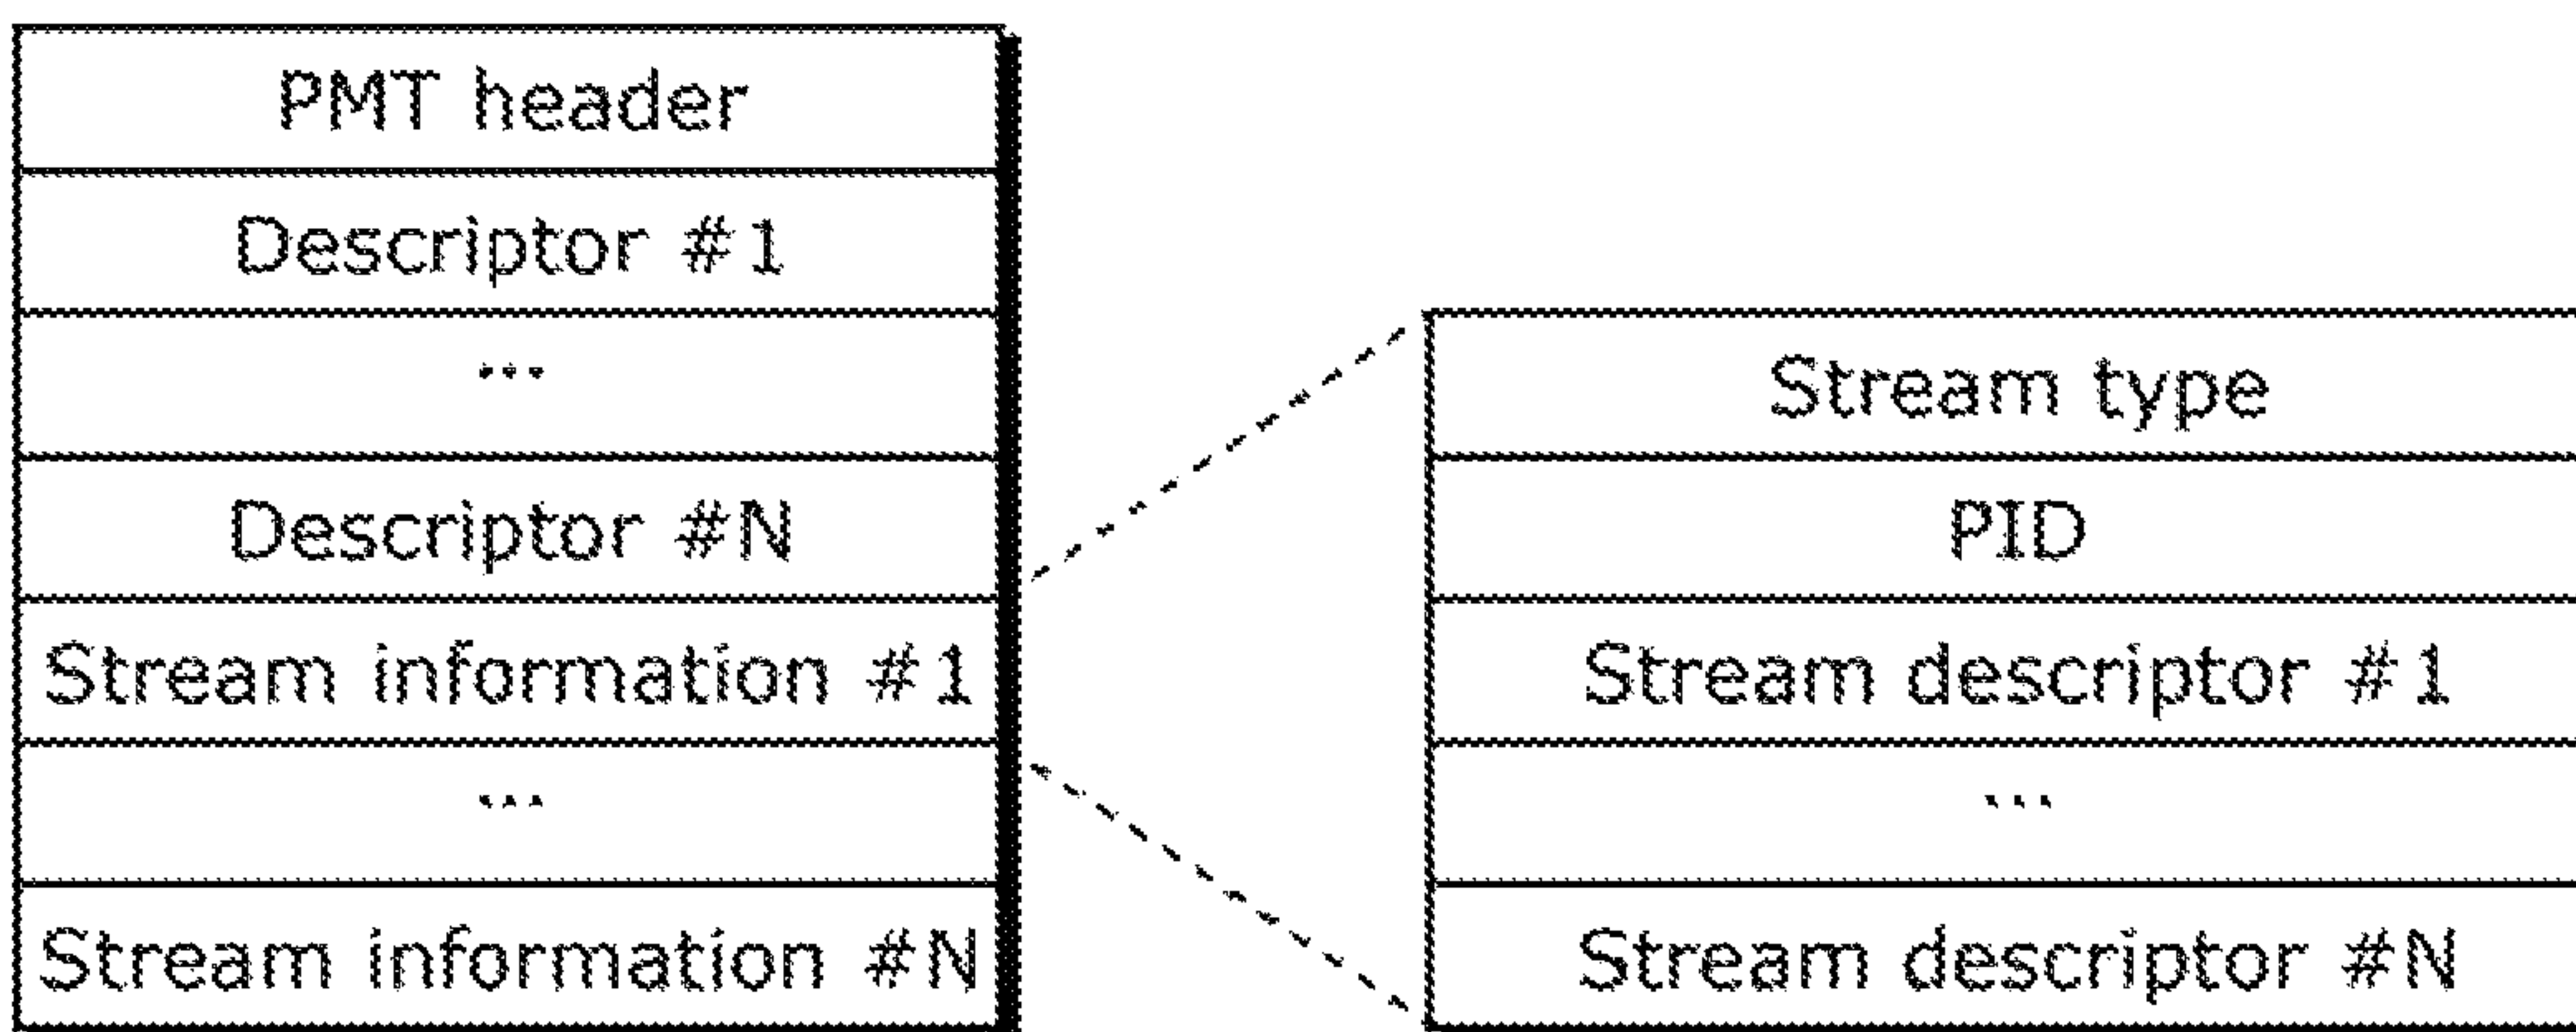 PMT header
Descriptor #1
...
Descriptor #N
Stream information #1
...
Stream information #N
Stream type
PID
Stream descriptor #1
...
Stream descriptor #N